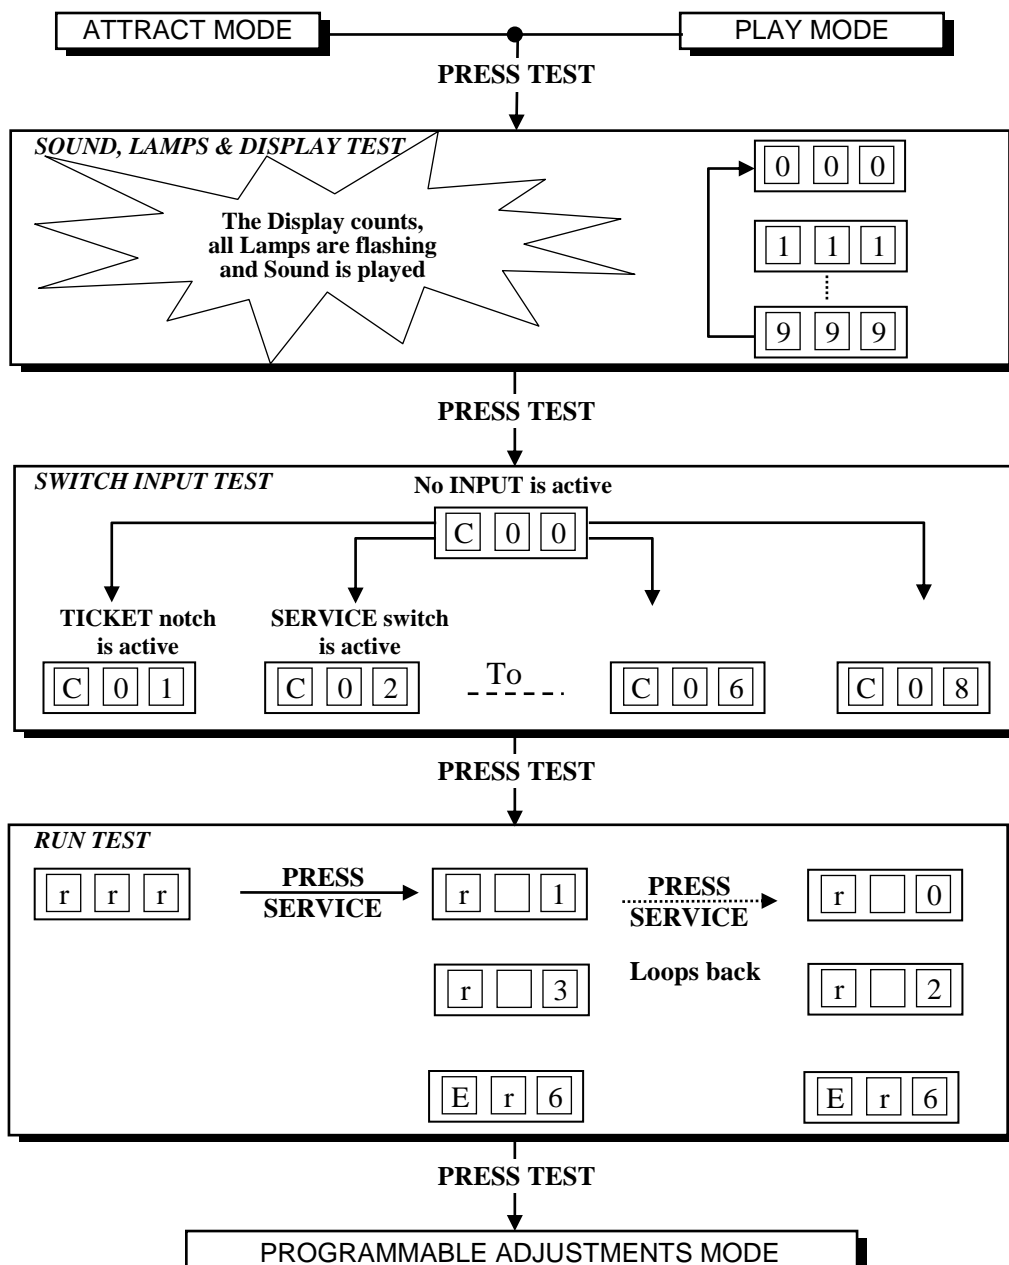 ATTRACT MODE PLAY MODE
PRESS TEST
SOUND, LAMPS & DISPLAY TEST
The Display counts,
all Lamps are flashing
and Sound is played
0 0 0
1 1 1
9 9 9
PRESS TEST
SWITCH INPUT TEST
No INPUT is active
C 0 0
TICKET notch
is active
C 0 1
SERVICE switch
is active
C 0 2
To
C 0 6
C 0 8
PRESS TEST
RUN TEST
r r r
PRESS
SERVICE
r 1
PRESS
SERVICE
r 0
r 3
Loops back
r 2
E r 6
E r 6
PRESS TEST
PROGRAMMABLE ADJUSTMENTS MODE